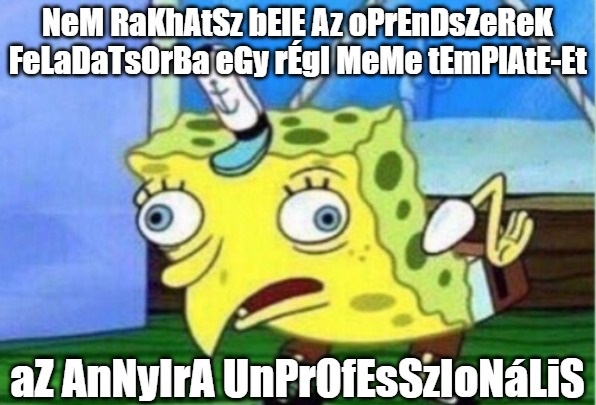 NeM RaKhAtSz bElE Az oPrEnDsZeReK
FeLaDaTsOrBa eGy rÉgI MeMe tEmPlAtE-Et
aZ AnNyIrA UnPrOfEsSzIoNáLiS